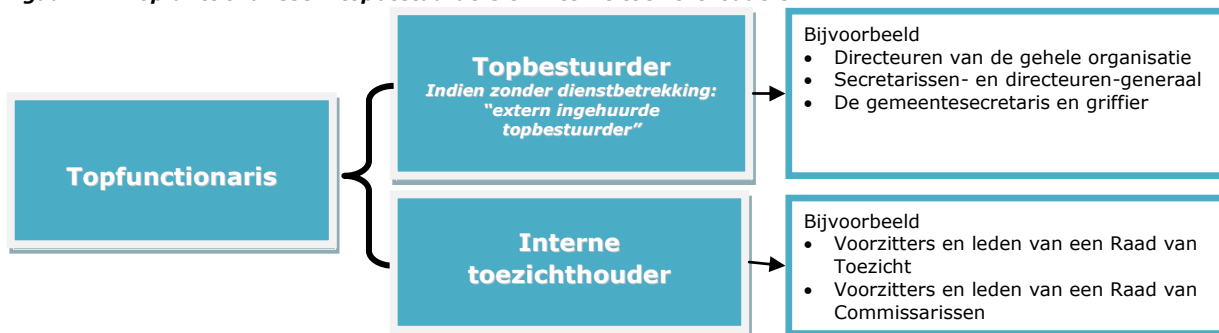 Topfunctionaris
Topbestuurder
Indien zonder dienstbetrekking:
“extern ingehuurde
topbestuurder”
Bijvoorbeeld
• Directeuren van de gehele organisatie
• Secretarissen- en directeuren-generaal
• De gemeentesecretaris en griffier
Interne
toezichthouder
Bijvoorbeeld
• Voorzitters en leden van een Raad van
Toezicht
• Voorzitters en leden van een Raad van
Commissarissen